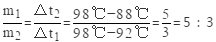 m₁/m₂ = △t₂/△t₁ = (98℃−88℃)/(98℃−92℃) = 5/3 = 5 : 3